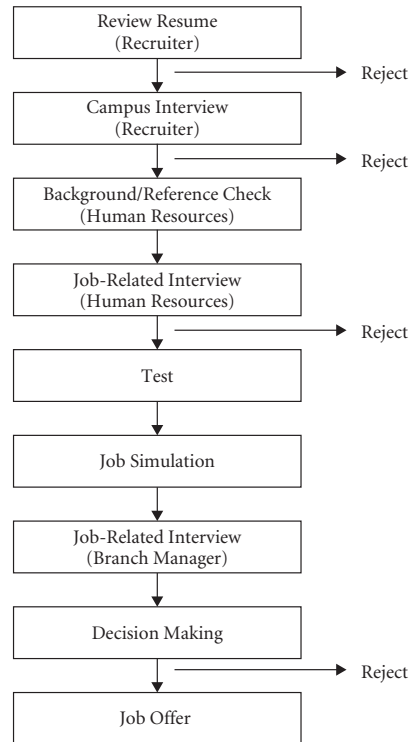 Review Resume
(Recruiter)
Reject
Campus Interview
(Recruiter)
Reject
Background/Reference Check
(Human Resources)
Job-Related Interview
(Human Resources)
Reject
Test
Job Simulation
Job-Related Interview
(Branch Manager)
Decision Making
Reject
Job Offer